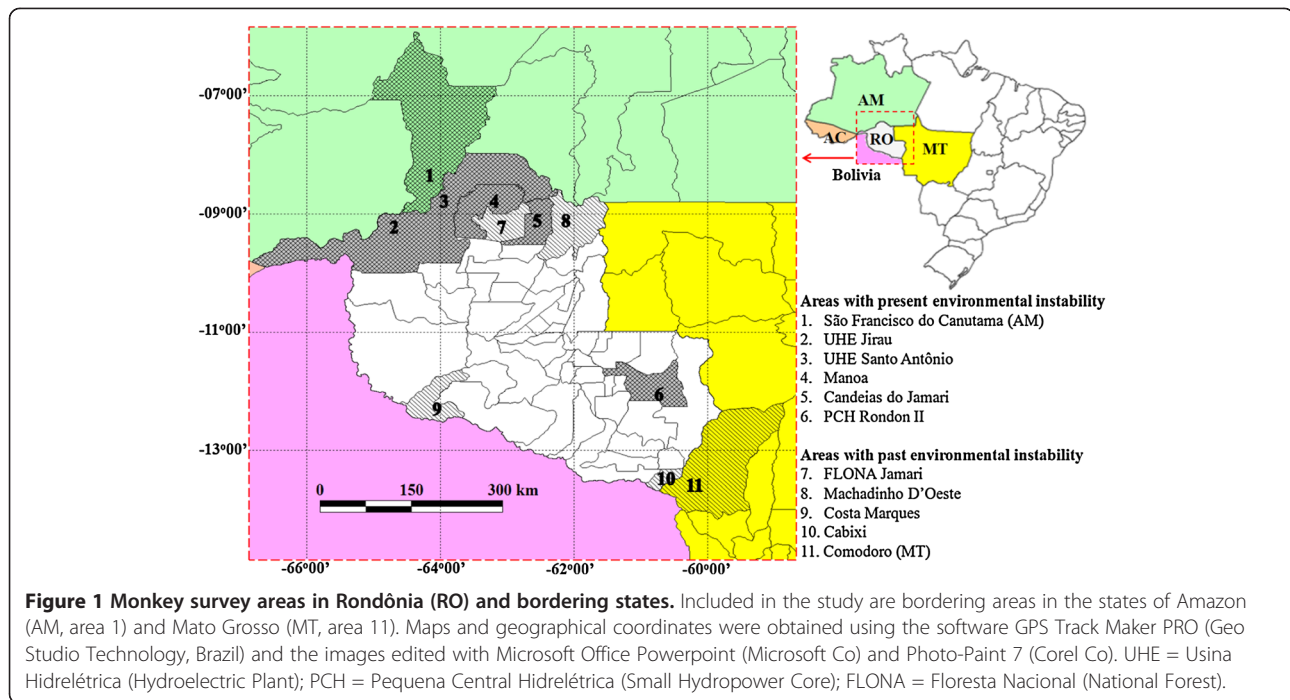 -07°00'
-09°00'
-11°00'
-13°00'
1
2
3
4
5
7
8
6
9
10
11
0 150 300 km
-66°00' -64°00' -62°00' -60°00'
AM
AC
RO
MT
Bolivia
Areas with present environmental instability
1. São Francisco do Canutama (AM)
2. UHE Jirau
3. UHE Santo Antônio
4. Manoa
5. Candeias do Jamari
6. PCH Rondon II
Areas with past environmental instability
7. FLONA Jamari
8. Machadinho D'Oeste
9. Costa Marques
10. Cabixi
11. Comodoro (MT)
Figure 1 Monkey survey areas in Rondônia (RO) and bordering states. Included in the study are bordering areas in the states of Amazon
(AM, area 1) and Mato Grosso (MT, area 11). Maps and geographical coordinates were obtained using the software GPS Track Maker PRO (Geo
Studio Technology, Brazil) and the images edited with Microsoft Office Powerpoint (Microsoft Co) and Photo-Paint 7 (Corel Co). UHE = Usina
Hidrelétrica (Hydroelectric Plant); PCH = Pequena Central Hidrelétrica (Small Hydropower Core); FLONA = Floresta Nacional (National Forest).